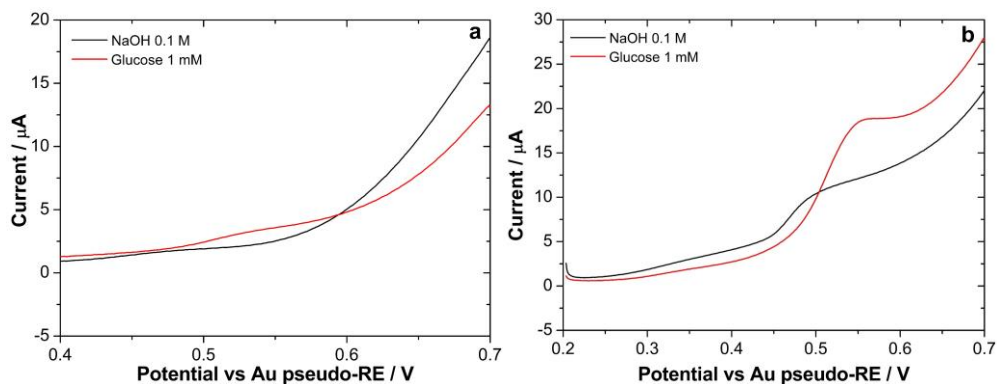 20
15
10
5
0
-5
Current / µA
NaOH 0.1 M
Glucose 1 mM
a
0.4 0.5 0.6 0.7
Potential vs Au pseudo-RE / V
30
25
20
15
10
5
0
-5
Current / µA
NaOH 0.1 M
Glucose 1 mM
b
0.2 0.3 0.4 0.5 0.6 0.7
Potential vs Au pseudo-RE / V